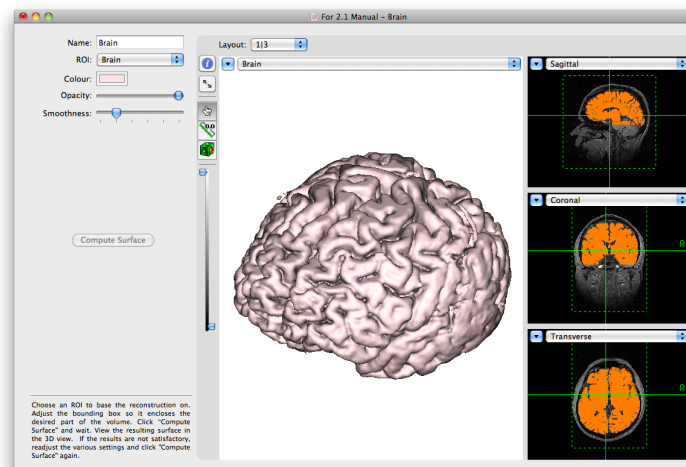 For 2.1 Manual - Brain
Name: Brain
ROI: Brain
Colour:
Opacity:
Smoothness:
Compute Surface
Choose an ROI to base the reconstruction on.
Adjust the bounding box so it encloses the
desired part of the volume. Click "Compute
Surface" and wait. View the resulting surface in
the 3D view. If the results are not satisfactory,
readjust the various settings and click "Compute
Surface" again.
Layout: 1|3
Brain
Sagittal
Coronal
R
Transverse
R